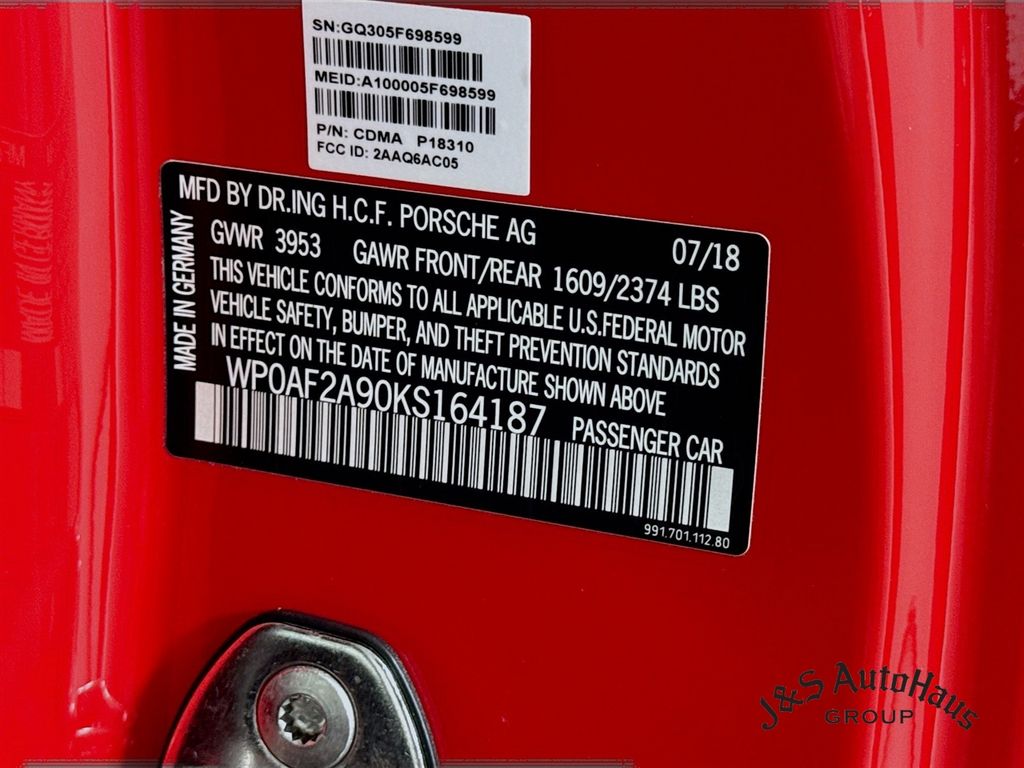 SN:GQ305F698599
MEID:A100005F698599
P/N: CDMA P18310
FCC ID: 2AAQ6AC05
MFD BY DR.ING H.C.F. PORSCHE AG 07/18
MADE IN GERMANY
GVWR 3953 GAWR FRONT/REAR 1609/2374 LBS
THIS VEHICLE CONFORMS TO ALL APPLICABLE U.S.FEDERAL MOTOR
VEHICLE SAFETY, BUMPER, AND THEFT PREVENTION STANDARDS
IN EFFECT ON THE DATE OF MANUFACTURE SHOWN ABOVE
WP0AF2A90KS164187 PASSENGER CAR
991.701.112.80
J&S AutoHaus
GROUP